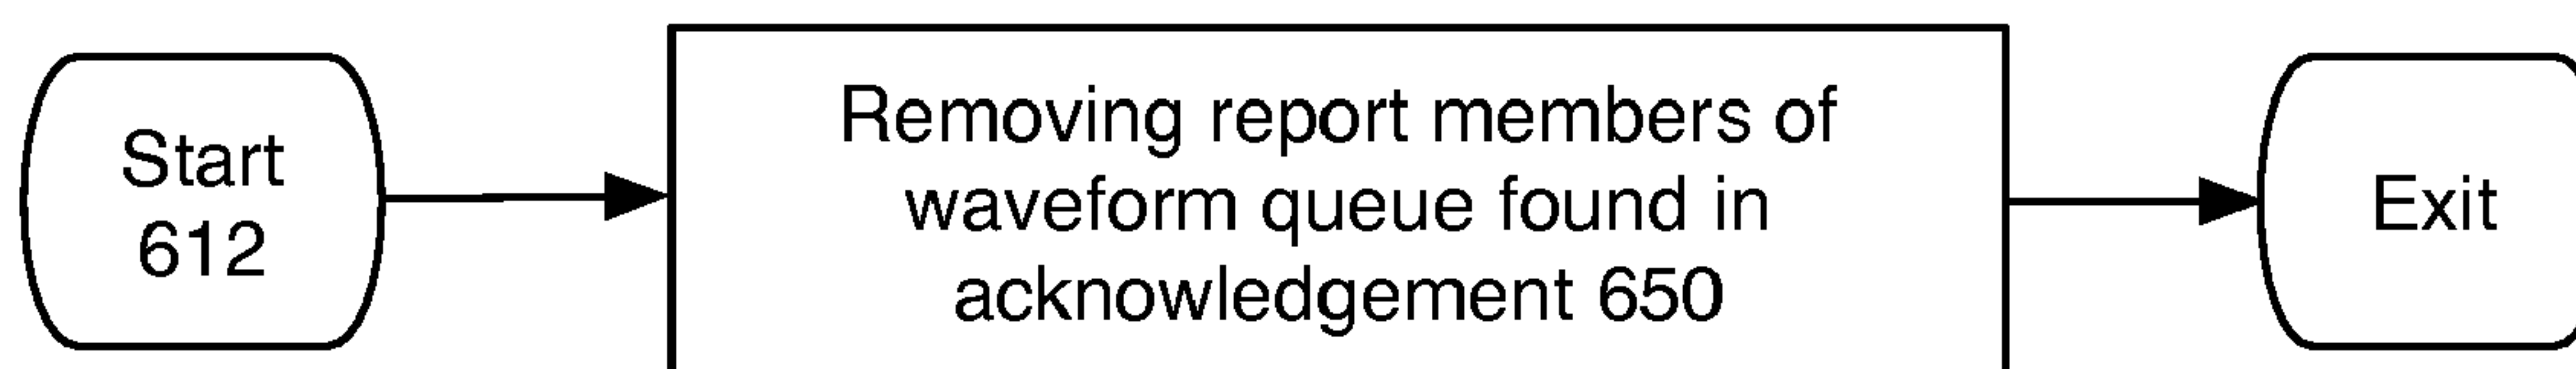 Start
612
Removing report members of
waveform queue found in
acknowledgement 650
Exit